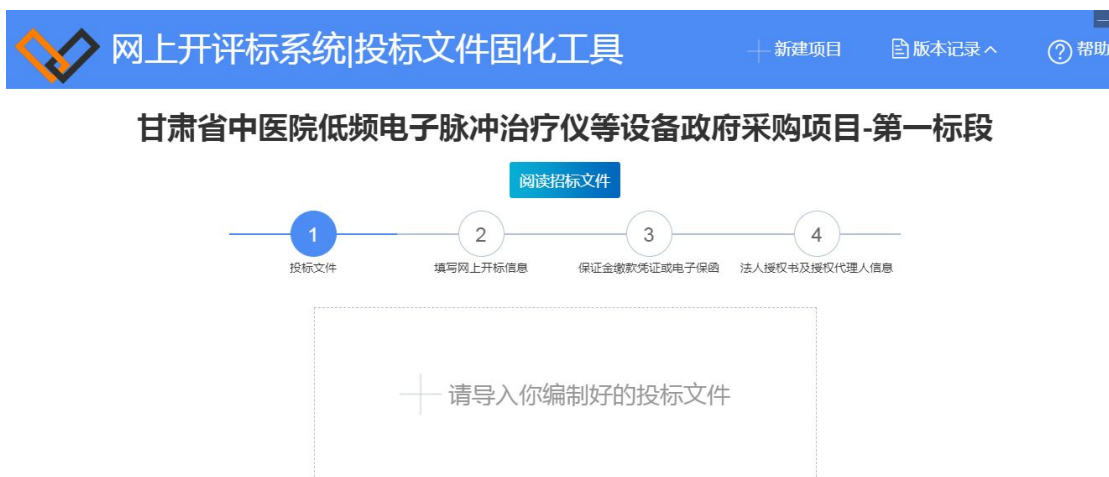 网上开评标系统|投标文件固化工具
新建项目
版本记录
帮助
甘肃省中医院低频电子脉冲治疗仪等设备政府采购项目-第一标段
阅读招标文件
1
2
3
4
投标文件
填写网上开标信息
保证金缴款凭证或电子保函
法人授权书及授权代理人信息
请导入你编制好的投标文件